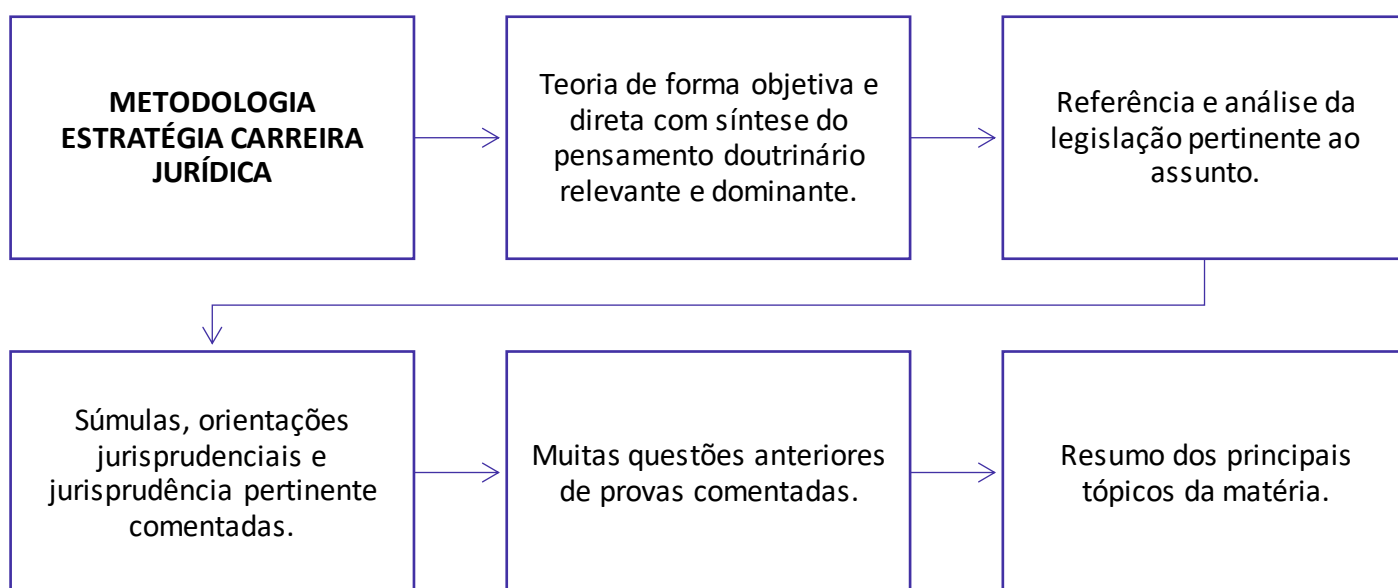 METODOLOGIA
ESTRATÉGIA CARREIRA
JURÍDICA
Teoria de forma objetiva e
direta com síntese do
pensamento doutrinário
relevante e dominante.
Referência e análise da
legislação pertinente ao
assunto.
Súmulas, orientações
jurisprudenciais e
jurisprudência pertinente
comentadas.
Muitas questões anteriores
de provas comentadas.
Resumo dos principais
tópicos da matéria.